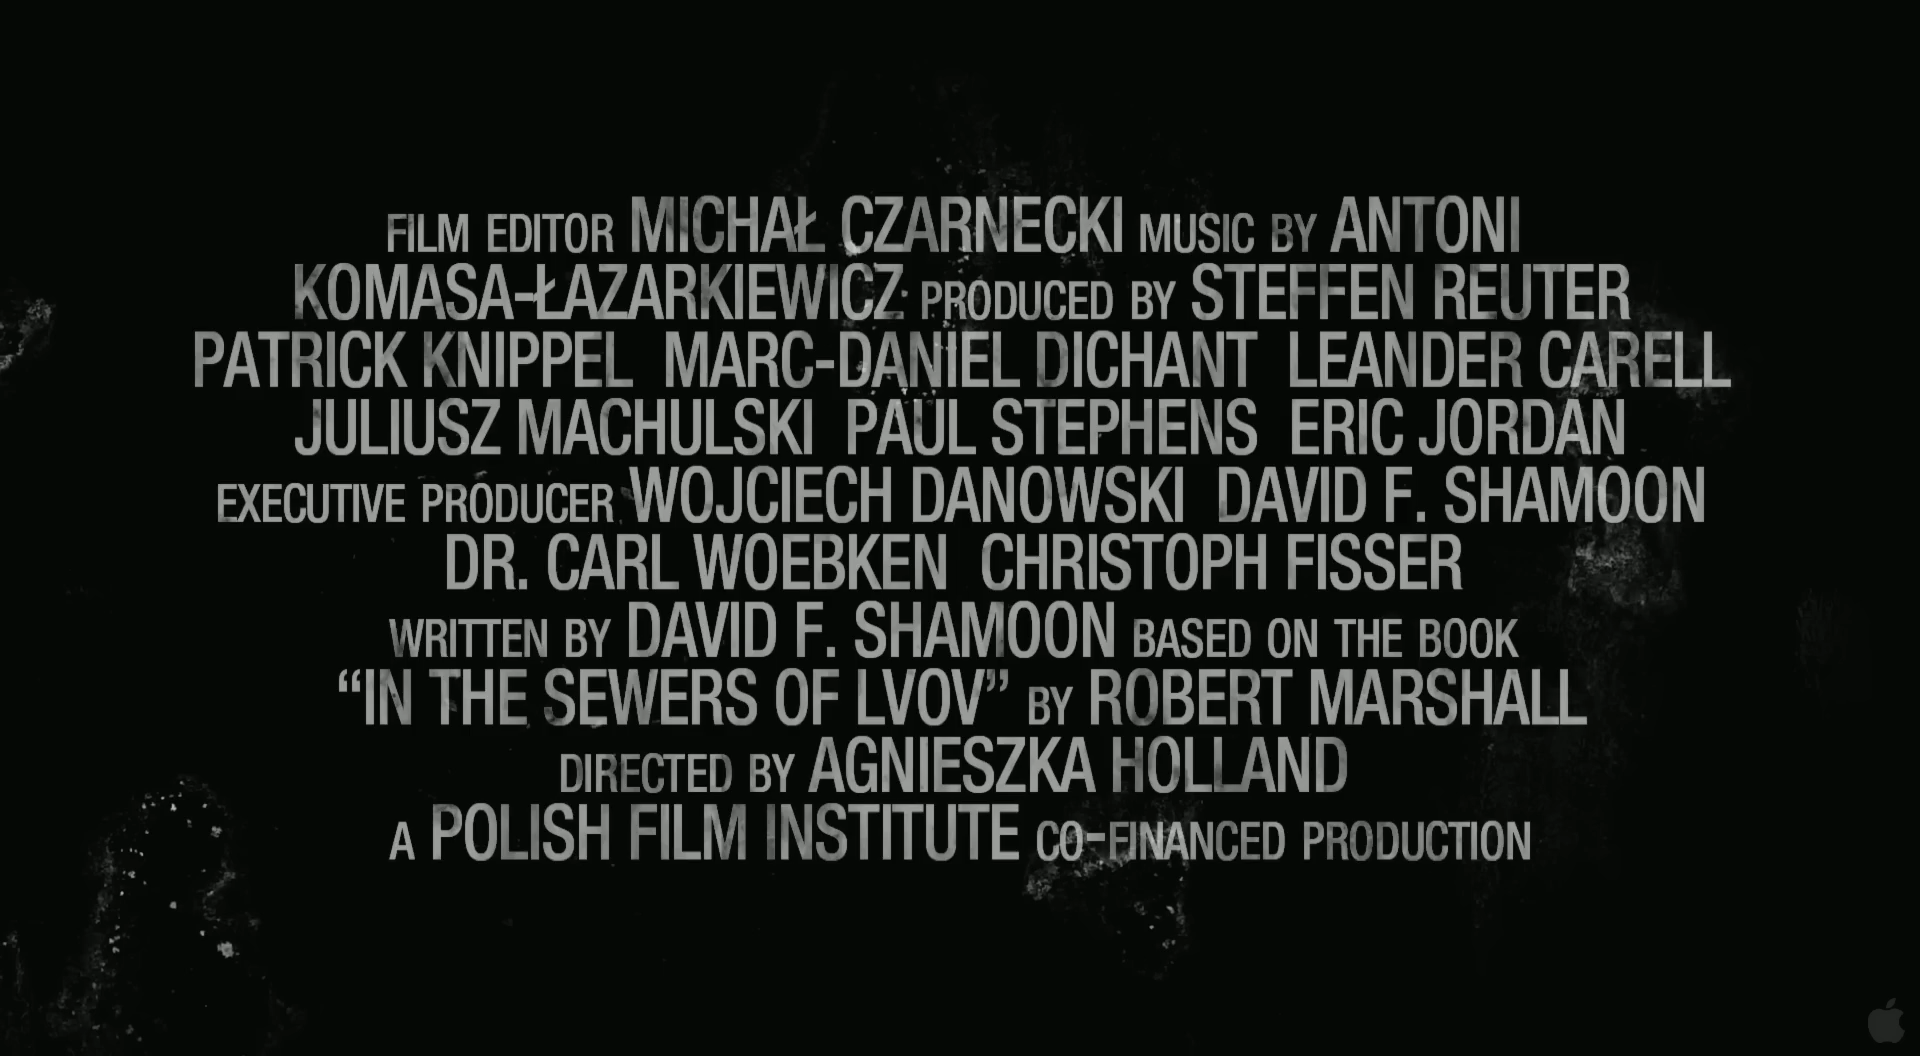 FILM EDITOR MICHAŁ CZARNECKI MUSIC BY ANTONI
KOMASA-ŁAZARKIEWICZ PRODUCED BY STEFFEN REUTER
PATRICK KNIPPEL MARC-DANIEL DICHANT LEANDER CARELL
JULIUSZ MACHULSKI PAUL STEPHENS ERIC JORDAN
EXECUTIVE PRODUCER WOJCIECH DANOWSKI DAVID F. SHAMOON
DR. CARL WOEBKEN CHRISTOPH FISSER
WRITTEN BY DAVID F. SHAMOON BASED ON THE BOOK
“IN THE SEWERS OF LVOV” BY ROBERT MARSHALL
DIRECTED BY AGNIESZKA HOLLAND
A POLISH FILM INSTITUTE CO-FINANCED PRODUCTION